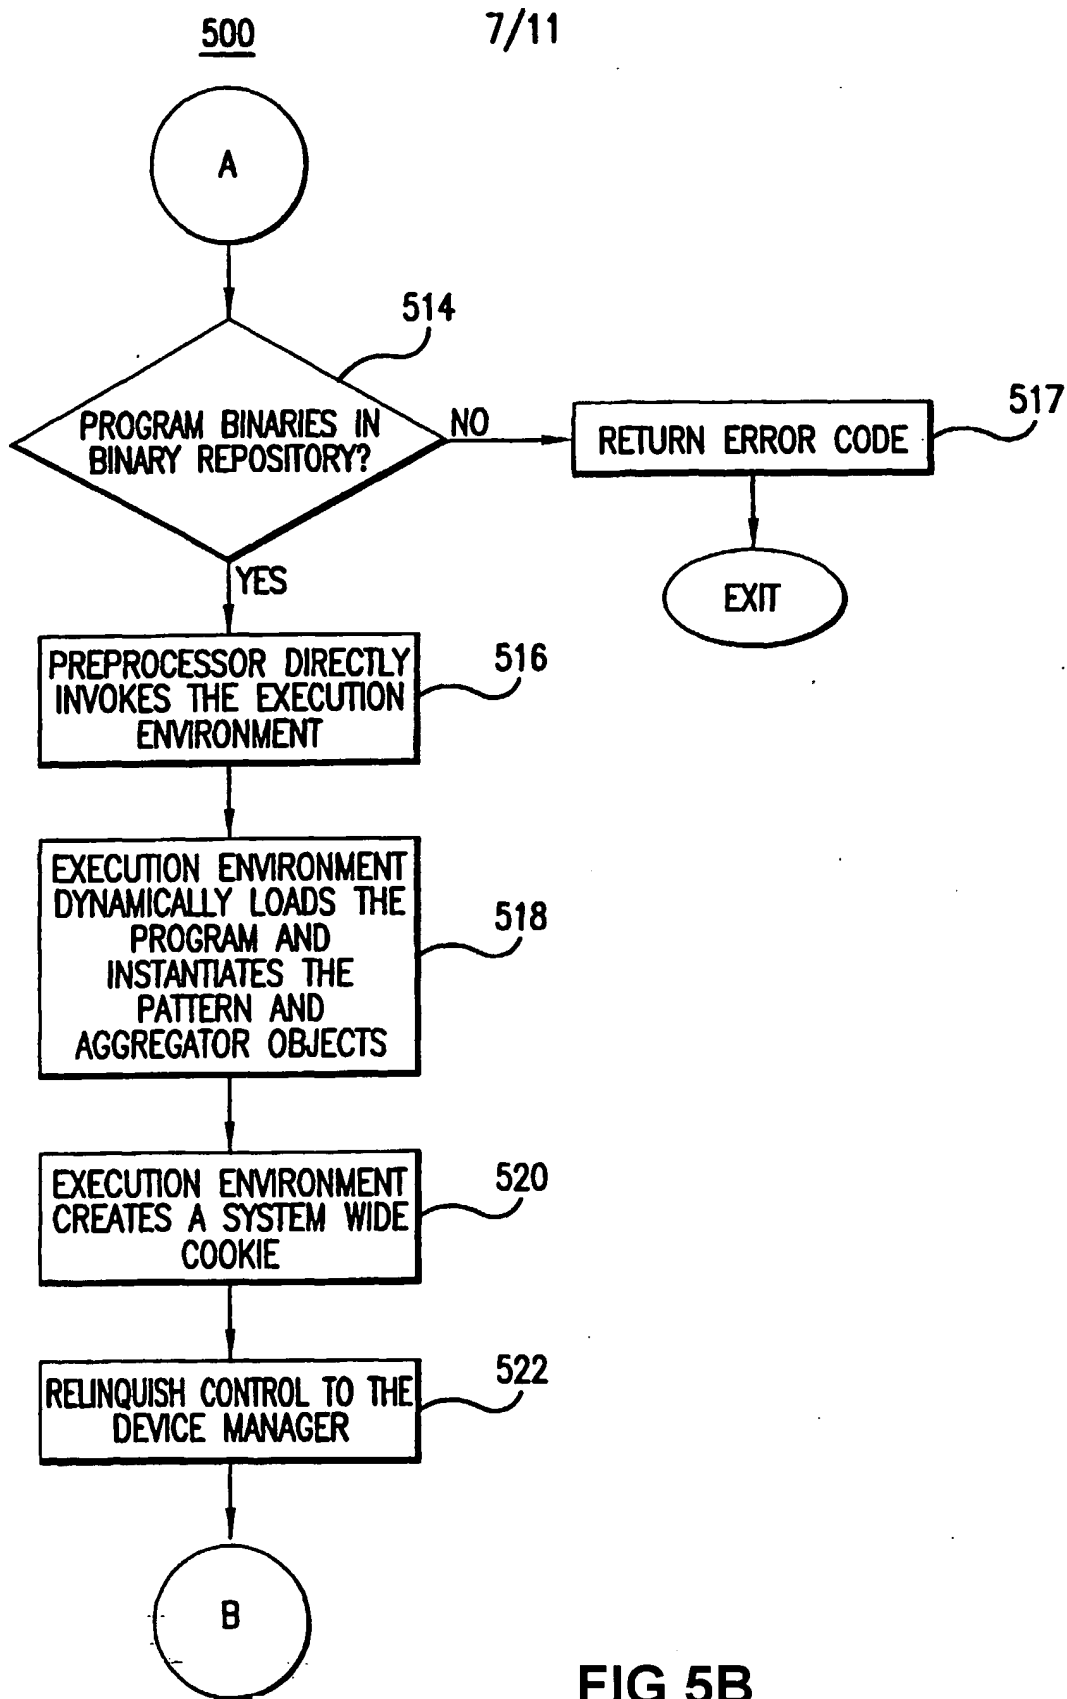 500
7/11
A
514
PROGRAM BINARIES IN
BINARY REPOSITORY?
NO
RETURN ERROR CODE
517
EXIT
YES
PREPROCESSOR DIRECTLY
INVOKES THE EXECUTION
ENVIRONMENT
516
EXECUTION ENVIRONMENT
DYNAMICALLY LOADS THE
PROGRAM AND
INSTANTIATES THE
PATTERN AND
AGGREGATOR OBJECTS
518
EXECUTION ENVIRONMENT
CREATES A SYSTEM WIDE
COOKIE
520
RELINQUISH CONTROL TO THE
DEVICE MANAGER
522
B
FIG 5B